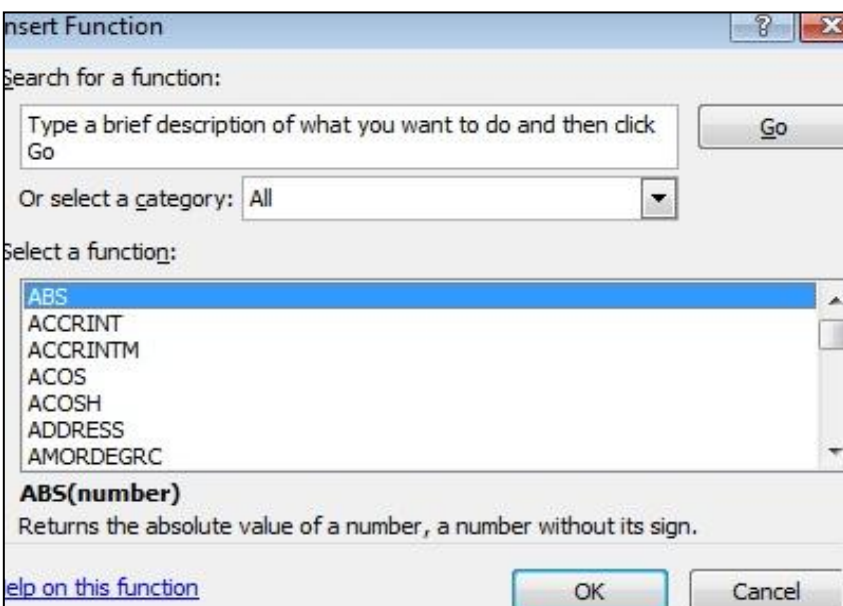 nsert Function
Search for a function:
Type a brief description of what you want to do and then click
Go
Go
Or select a category: All
Select a function:
ABS
ACCRINT
ACCRINTM
ACOS
ACOSH
ADDRESS
AMORDEGRC
ABS(number)
Returns the absolute value of a number, a number without its sign.
elp on this function
OK
Cancel